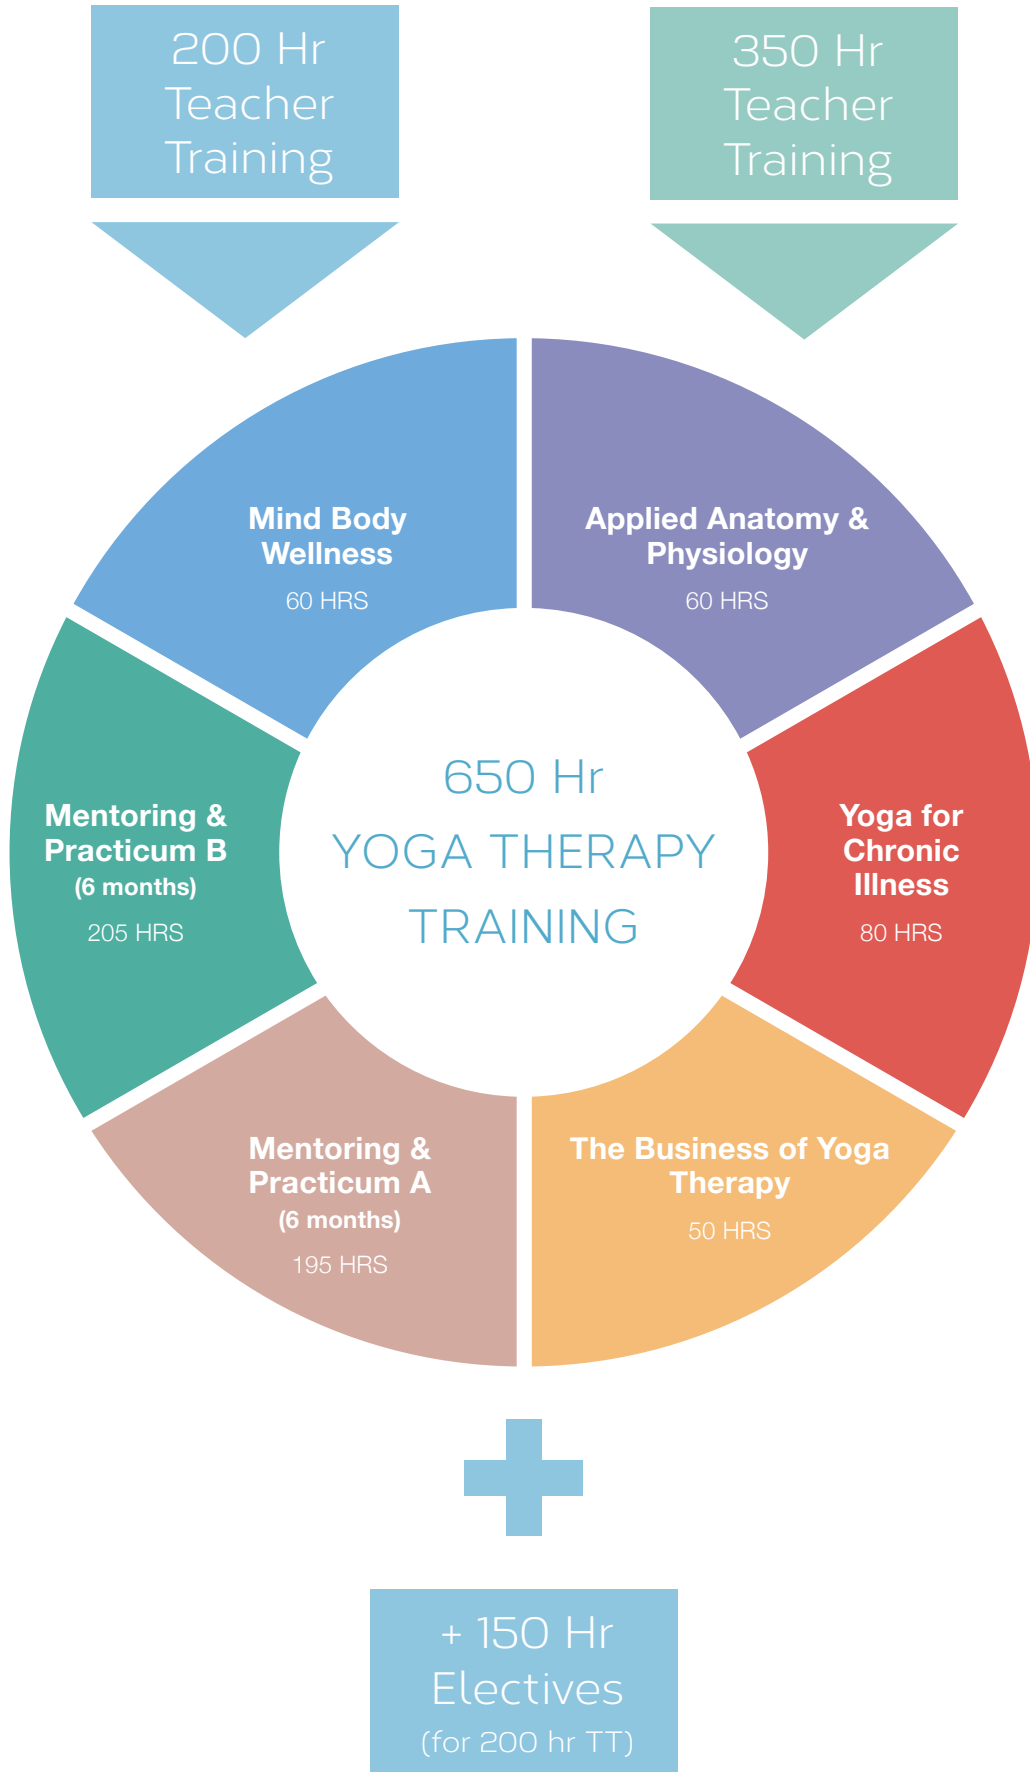 200 Hr
Teacher
Training
350 Hr
Teacher
Training
Mind Body
Wellness
60 HRS
Applied Anatomy &
Physiology
60 HRS
Mentoring &
Practicum B
(6 months)
205 HRS
650 Hr
YOGA THERAPY
TRAINING
Yoga for
Chronic
Illness
80 HRS
Mentoring &
Practicum A
(6 months)
195 HRS
The Business of Yoga
Therapy
50 HRS
+ 150 Hr
Electives
(for 200 hr TT)